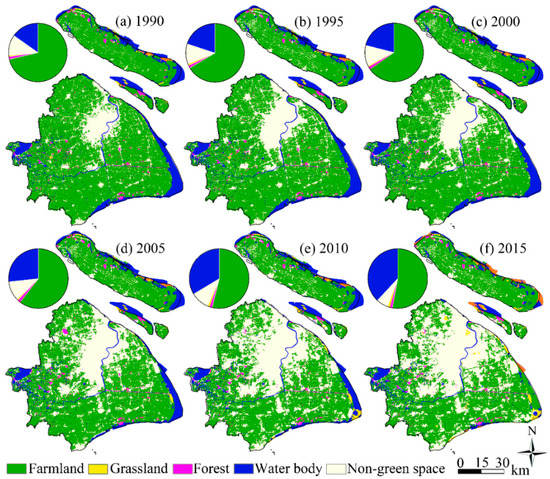 (a) 1990
(b) 1995
(c) 2000
(d) 2005
(e) 2010
(f) 2015
N
Farmland Grassland Forest Water body Non-green space
0 15 30 km